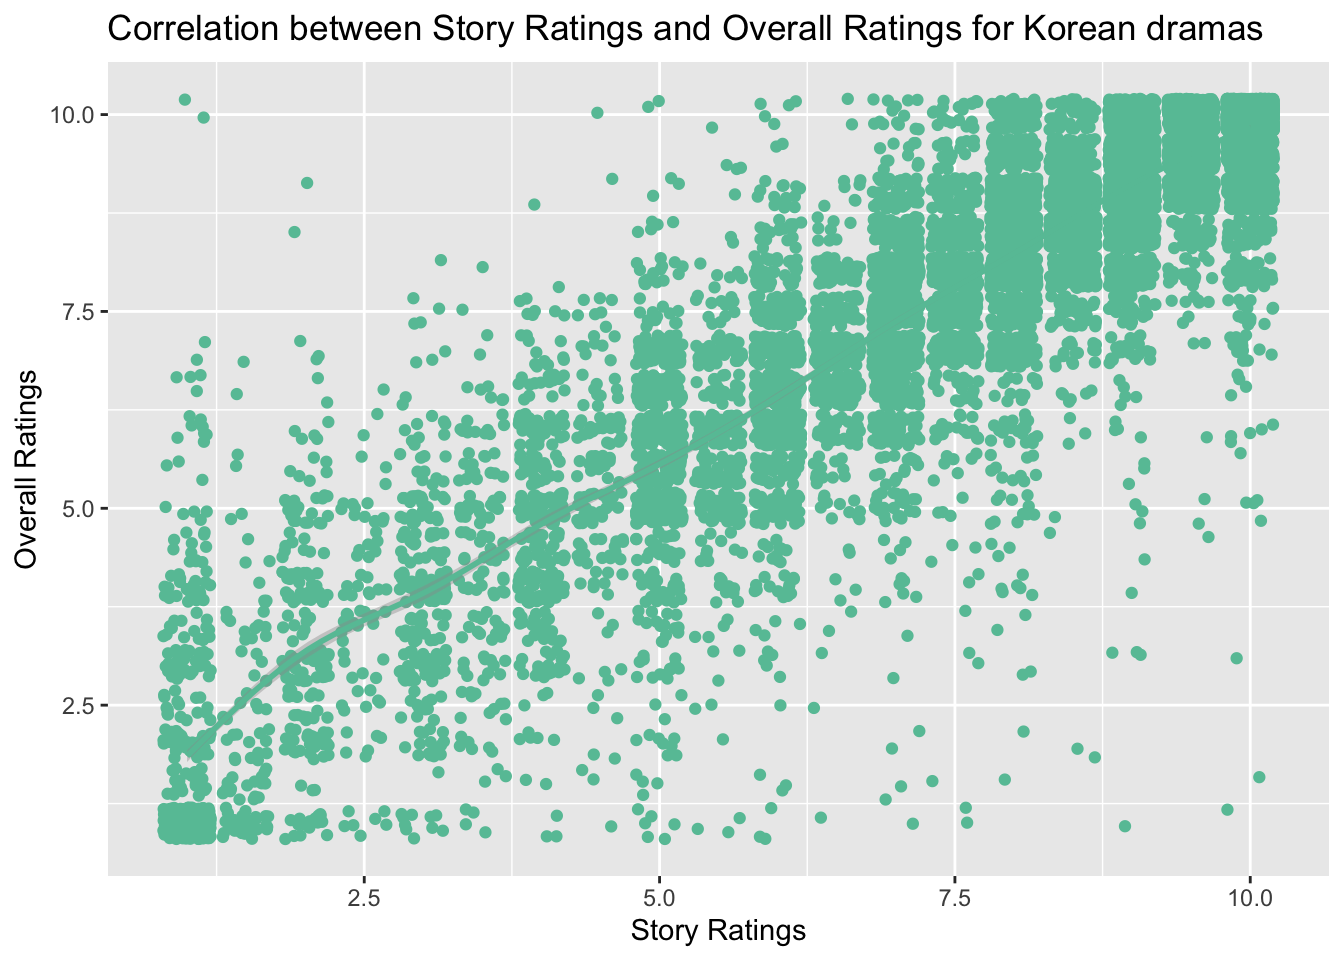 Correlation between Story Ratings and Overall Ratings for Korean dramas
10.0
7.5
5.0
2.5
Overall Ratings
2.5 5.0 7.5 10.0
Story Ratings